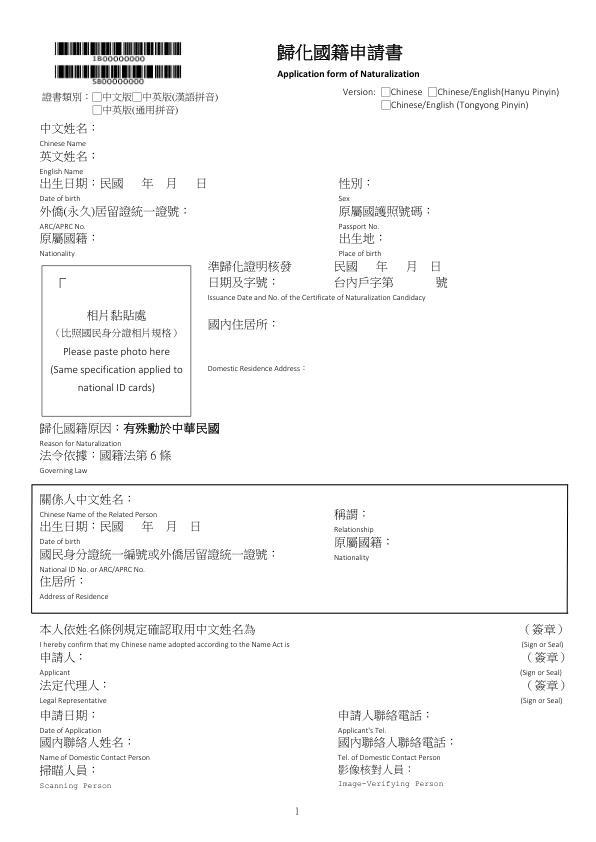 1B00000000
5B00000000
歸化國籍申請書
Application form of Naturalization
證書類別：□中文版□中英版(漢語拼音)
□中英版(通用拼音)
Version: □Chinese □Chinese/English(Hanyu Pinyin)
□Chinese/English (Tongyong Pinyin)
中文姓名：
Chinese Name
英文姓名：
English Name
出生日期：民國 年 月 日 性別：
Date of birth Sex
外僑(永久)居留證統一證號： 原屬國護照號碼：
ARC/APRC No. Passport No.
原屬國籍： 出生地：
Nationality Place of birth
相片黏貼處
（比照國民身分證相片規格）
Please paste photo here
(Same specification applied to
national ID cards)
準歸化證明核發 民國 年 月 日
日期及字號： 台內戶字第 號
Issuance Date and No. of the Certificate of Naturalization Candidacy
國內住居所：
Domestic Residence Address：
歸化國籍原因：有殊勳於中華民國
Reason for Naturalization
法令依據：國籍法第 6 條
Governing Law
關係人中文姓名：
Chinese Name of the Related Person
稱謂：
Relationship
出生日期：民國 年 月 日
Date of birth
原屬國籍：
Nationality
國民身分證統一編號或外僑居留證統一證號：
National ID No. or ARC/APRC No.
住居所：
Address of Residence
本人依姓名條例規定確認取用中文姓名為 （簽章）
I hereby confirm that my Chinese name adopted according to the Name Act is (Sign or Seal)
申請人： （簽章）
Applicant (Sign or Seal)
法定代理人： （簽章）
Legal Representative (Sign or Seal)
申請日期： 申請人聯絡電話：
Date of Application Applicant's Tel.
國內聯絡人姓名： 國內聯絡人聯絡電話：
Name of Domestic Contact Person Tel. of Domestic Contact Person
掃瞄人員： 影像核對人員：
Scanning Person Image-Verifying Person
1